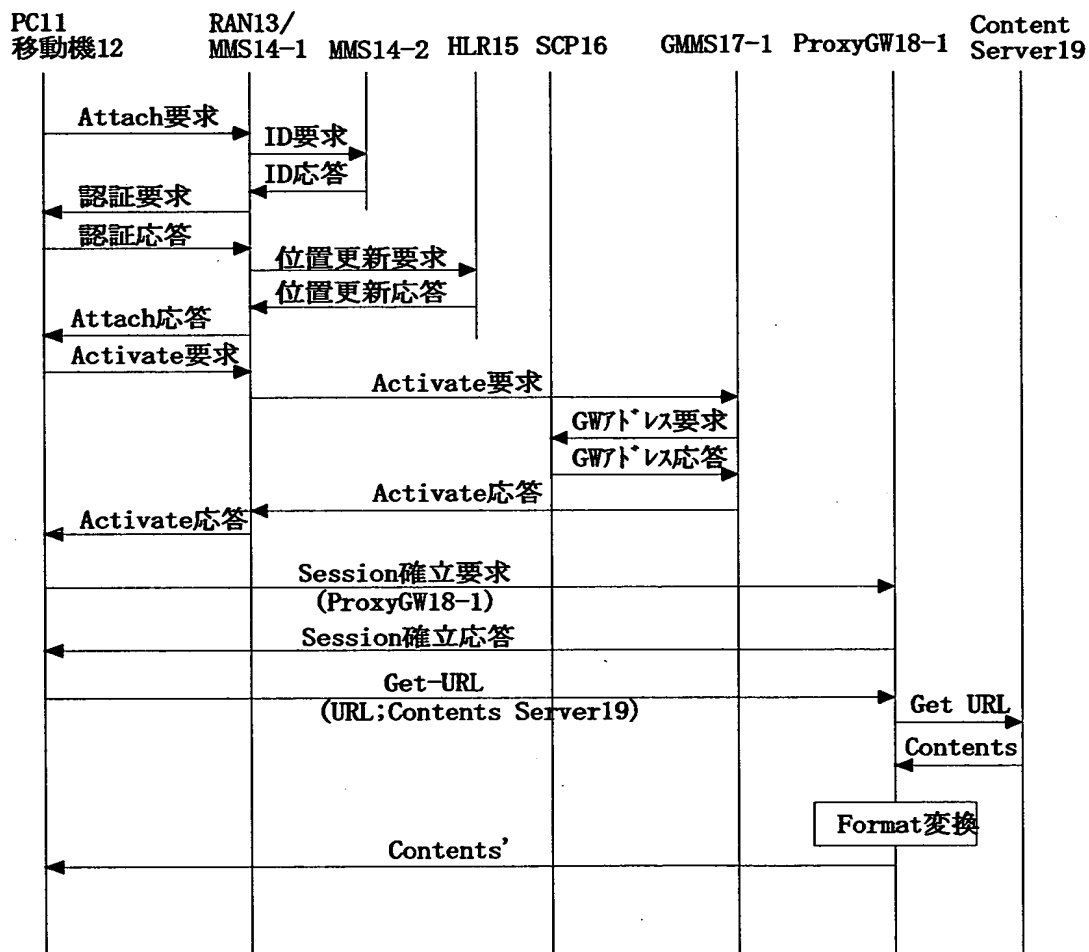 PC11
移動機12
RAN13/
MMS14-1
MMS14-2
HLR15
SCP16
GMMS17-1
ProxyGW18-1
Content
Server19
Attach要求
ID要求
ID応答
認証要求
認証応答
位置更新要求
位置更新応答
Attach応答
Activate要求
Activate要求
GWｱﾄﾞﾚｽ要求
GWｱﾄﾞﾚｽ応答
Activate応答
Activate応答
Session確立要求
(ProxyGW18-1)
Session確立応答
Get-URL
(URL;Contents Server19)
Get URL
Contents
Format変換
Contents'